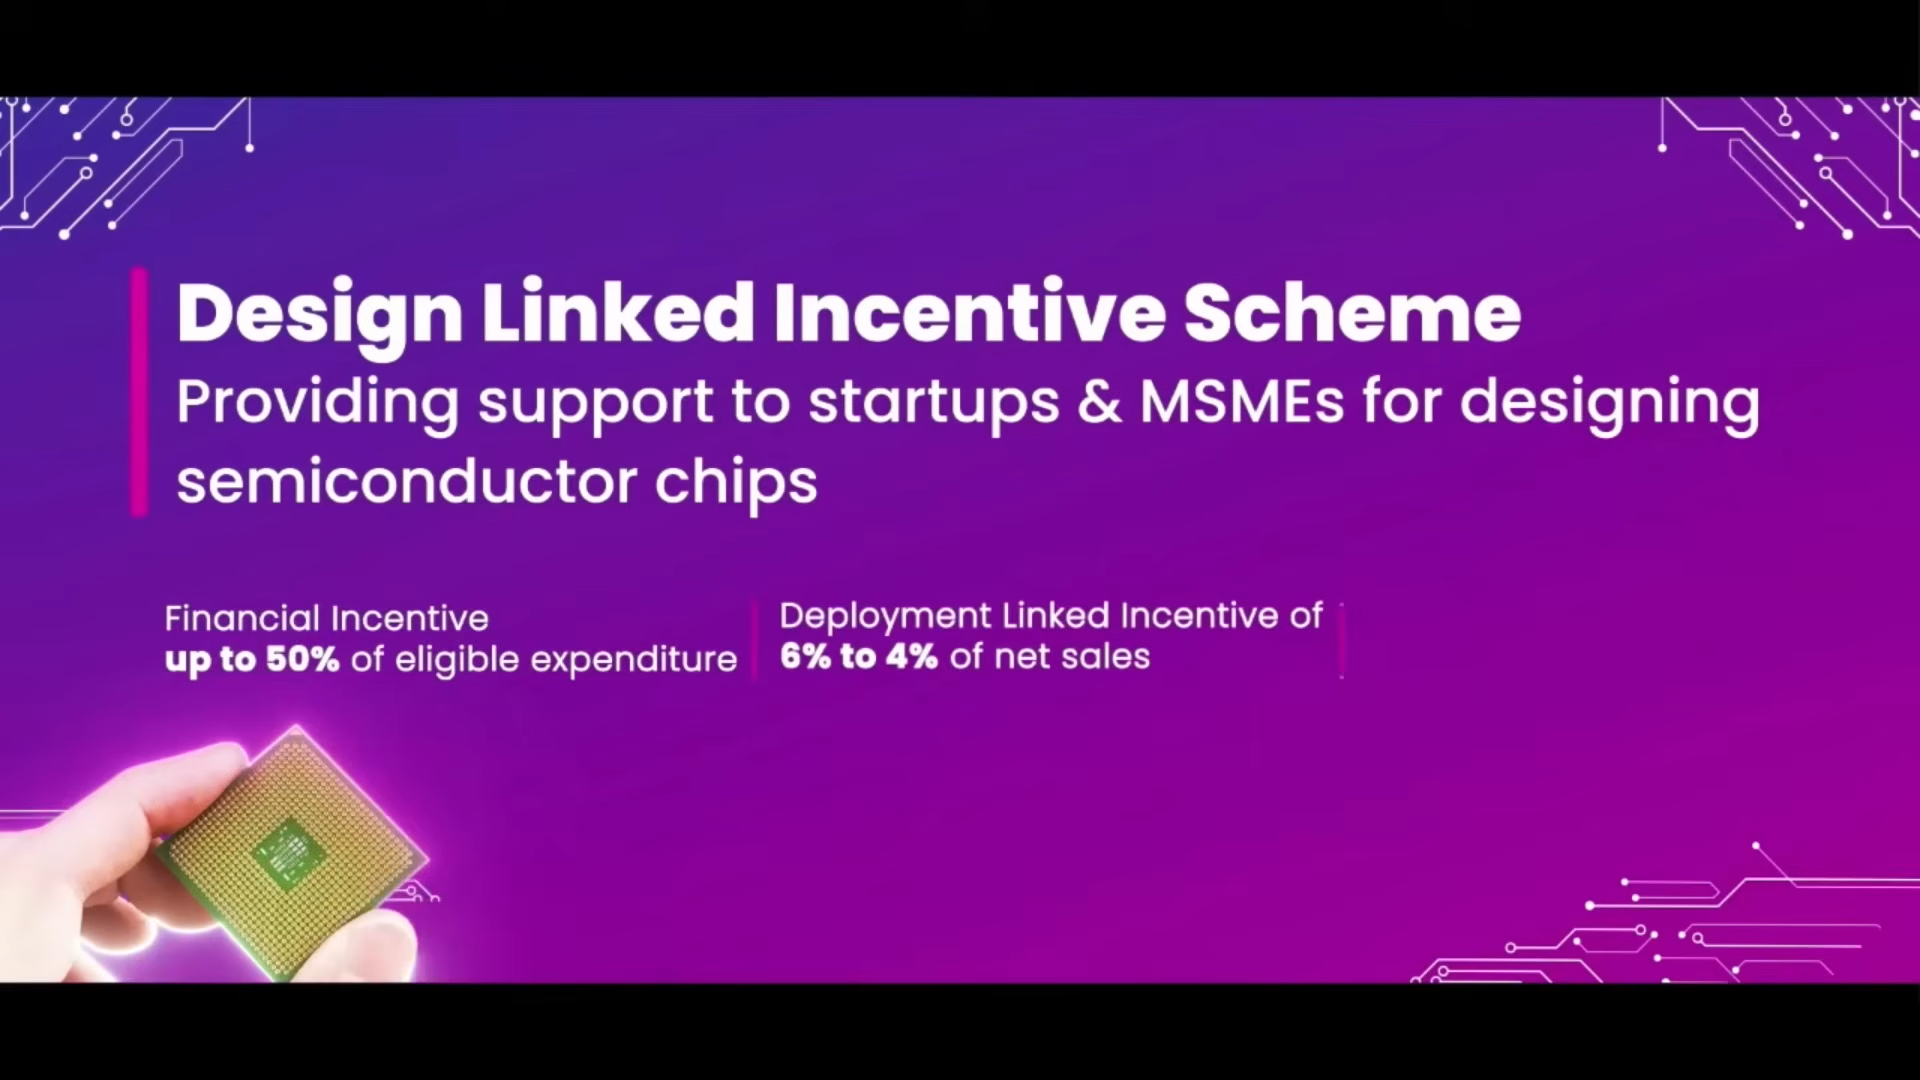 Design Linked Incentive Scheme
Providing support to startups & MSMEs for designing
semiconductor chips
Financial Incentive
up to 50% of eligible expenditure
Deployment Linked Incentive of
6% to 4% of net sales